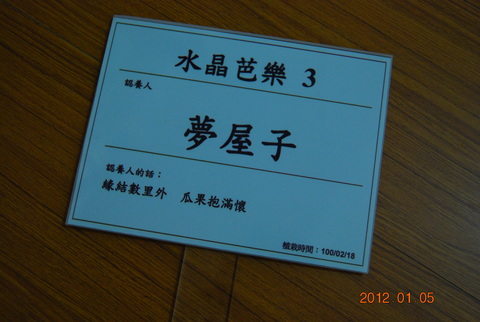 水晶芭樂 3
認養人
夢屋子
認養人的話：
緣結數里外 瓜果抱滿懷
植栽時間：100/02/18
2012 01 05